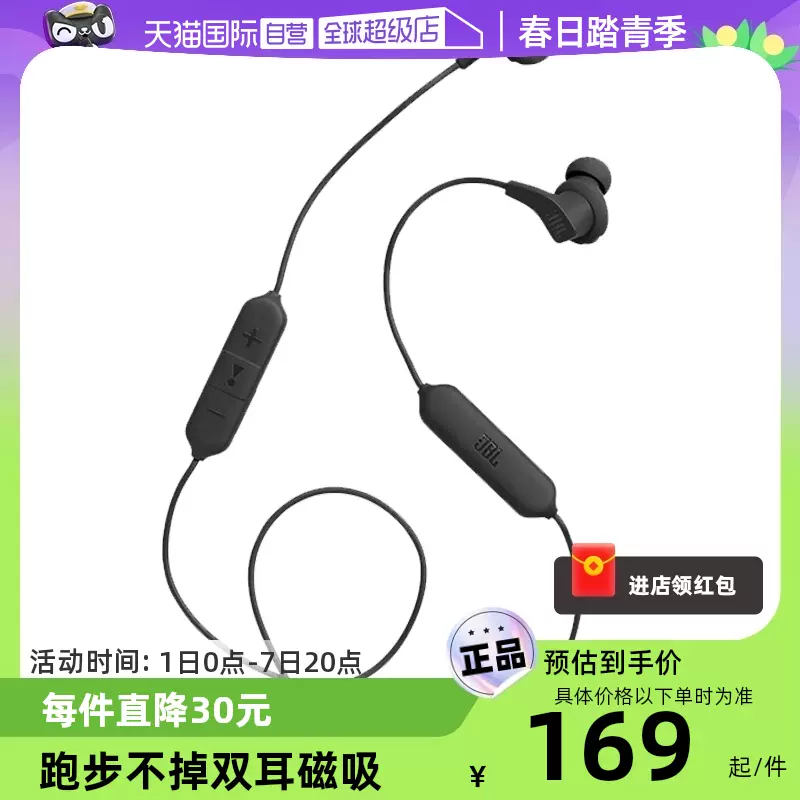 天猫国际 自营 全球超级店 春日踏青季
JBL
JBL
进店领红包
活动时间: 1日0点-7日20点
正品
预估到手价
具体价格以下单时为准
每件直降30元
跑步不掉双耳磁吸
¥ 169 起/件